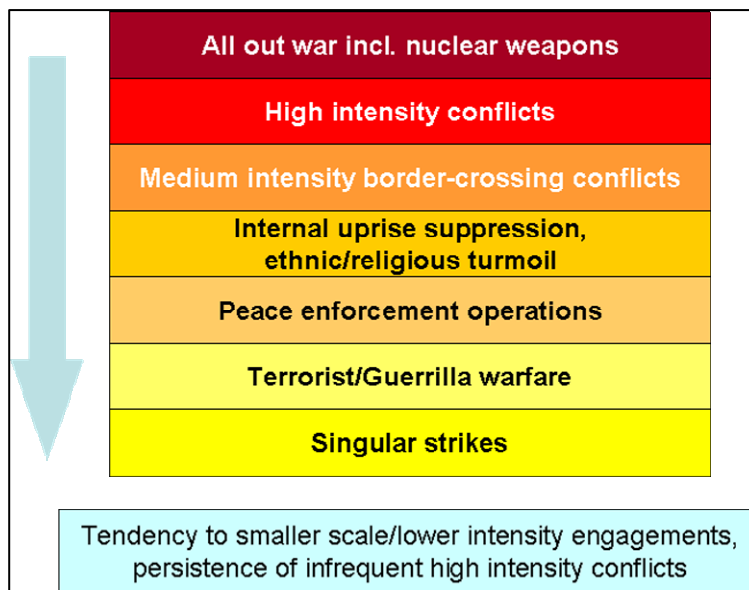 All out war incl. nuclear weapons
High intensity conflicts
Medium intensity border-crossing conflicts
Internal uprise suppression,
ethnic/religious turmoil
Peace enforcement operations
Terrorist/Guerrilla warfare
Singular strikes
Tendency to smaller scale/lower intensity engagements,
persistence of infrequent high intensity conflicts